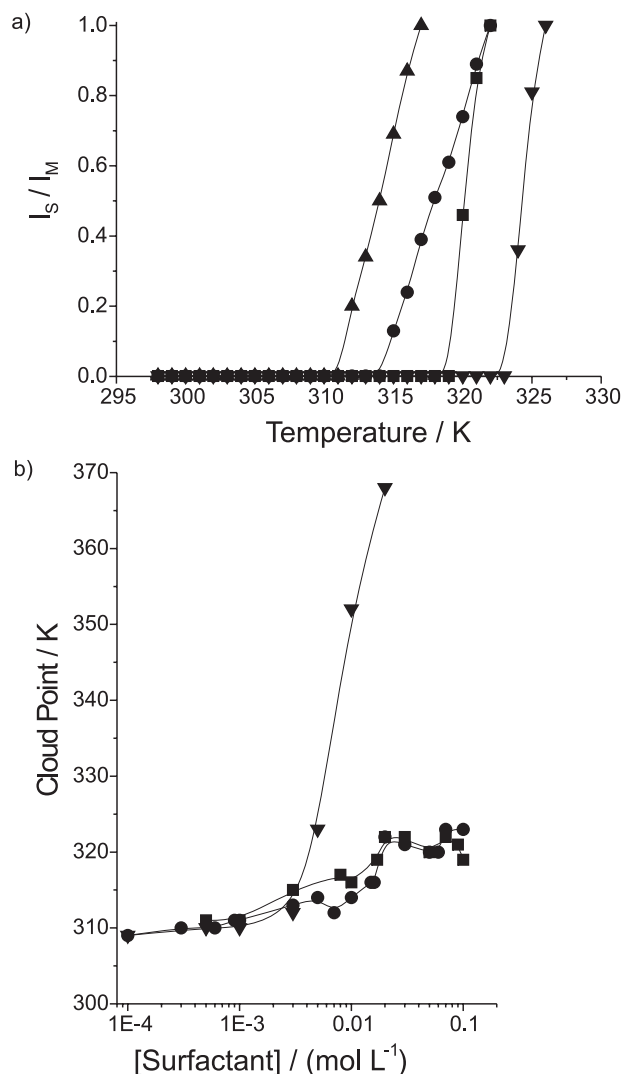 a)
1.0
0.8
0.6
0.4
0.2
0.0
I_S / I_M
295 300 305 310 315 320 325 330
Temperature / K
b)
370
360
350
340
330
320
310
300
Cloud Point / K
1E-4 1E-3 0.01 0.1
[Surfactant] / (mol L⁻¹)